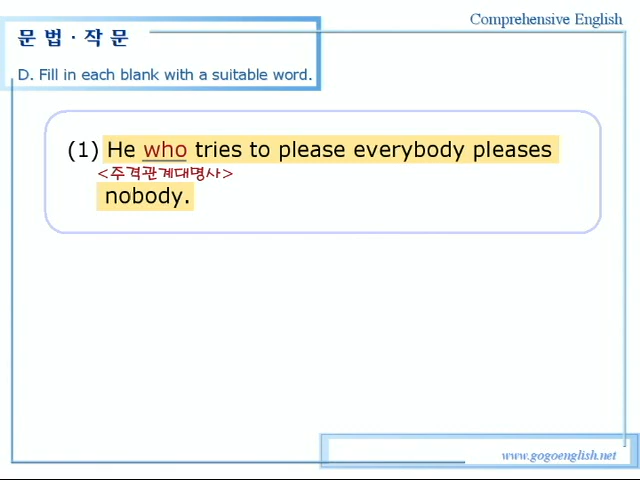 Comprehensive English
문 법 · 작 문
D. Fill in each blank with a suitable word.
(1) He who tries to please everybody pleases
<주격관계대명사>
nobody.
www.gogoenglish.net